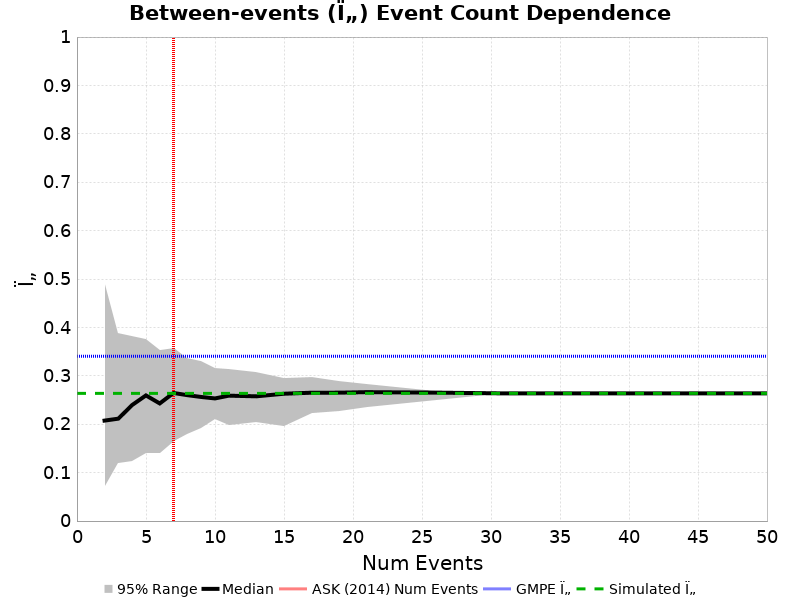 Between-events (Ï„) Event Count Dependence
1
0.9
0.8
0.7
0.6
0.5
0.4
0.3
0.2
0.1
0
Ï„
0 5 10 15 20 25 30 35 40 45 50
Num Events
95% Range Median ASK (2014) Num Events GMPE Ï„ Simulated Ï„